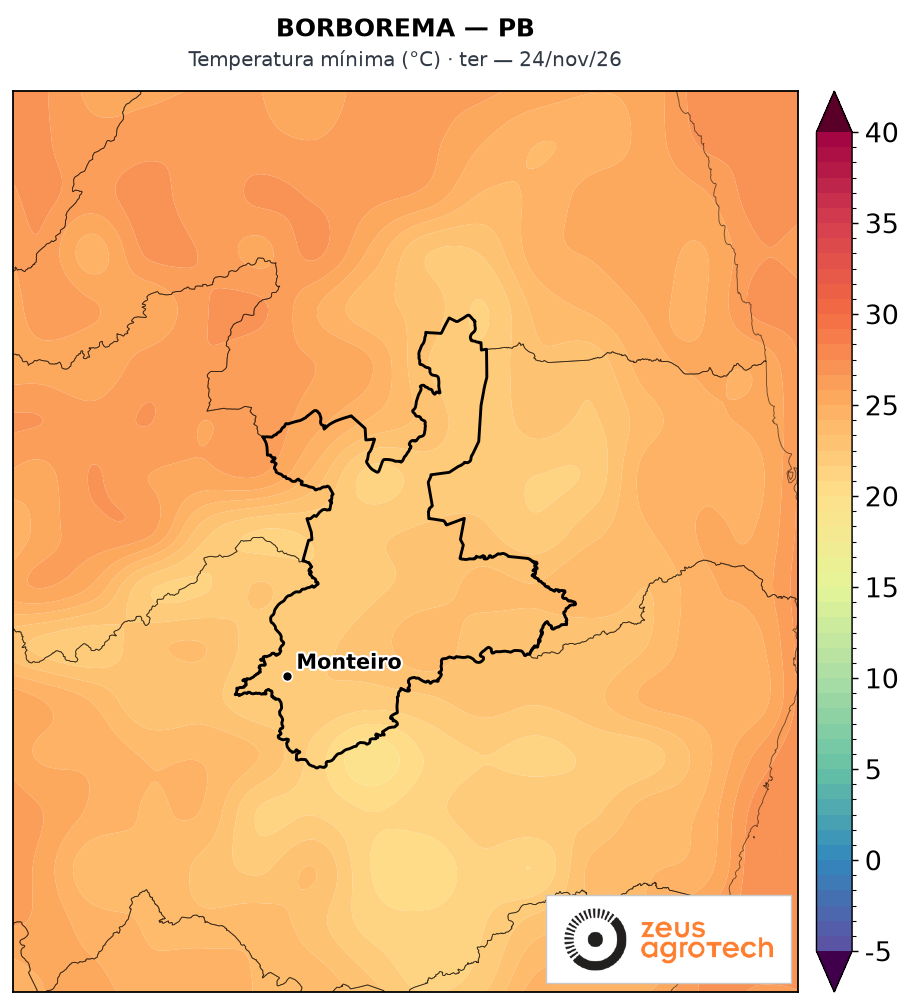 BORBOREMA — PB
Temperatura mínima (°C) · ter — 24/nov/26
40
35
30
25
20
15
10
5
0
-5
Monteiro
zeus
agrotech